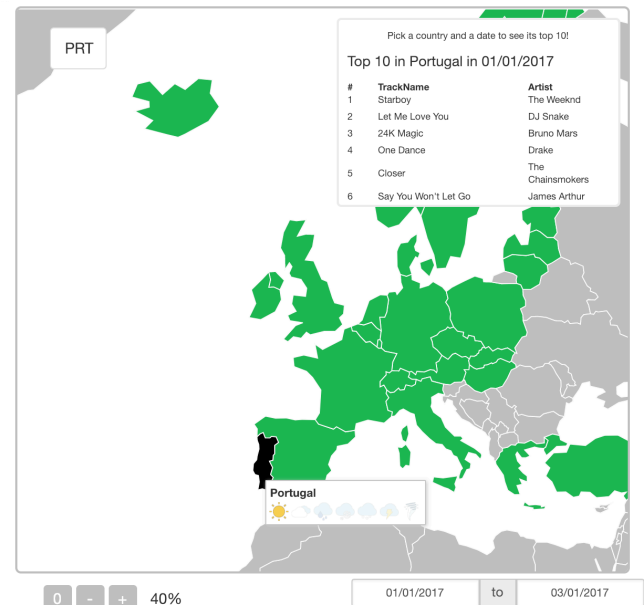 PRT
Pick a country and a date to see its top 10!
Top 10 in Portugal in 01/01/2017
# TrackName Artist
1 Starboy The Weeknd
2 Let Me Love You DJ Snake
3 24K Magic Bruno Mars
4 One Dance Drake
5 Closer The Chainsmokers
6 Say You Won't Let Go James Arthur
Portugal
0 - + 40%
01/01/2017 to 03/01/2017